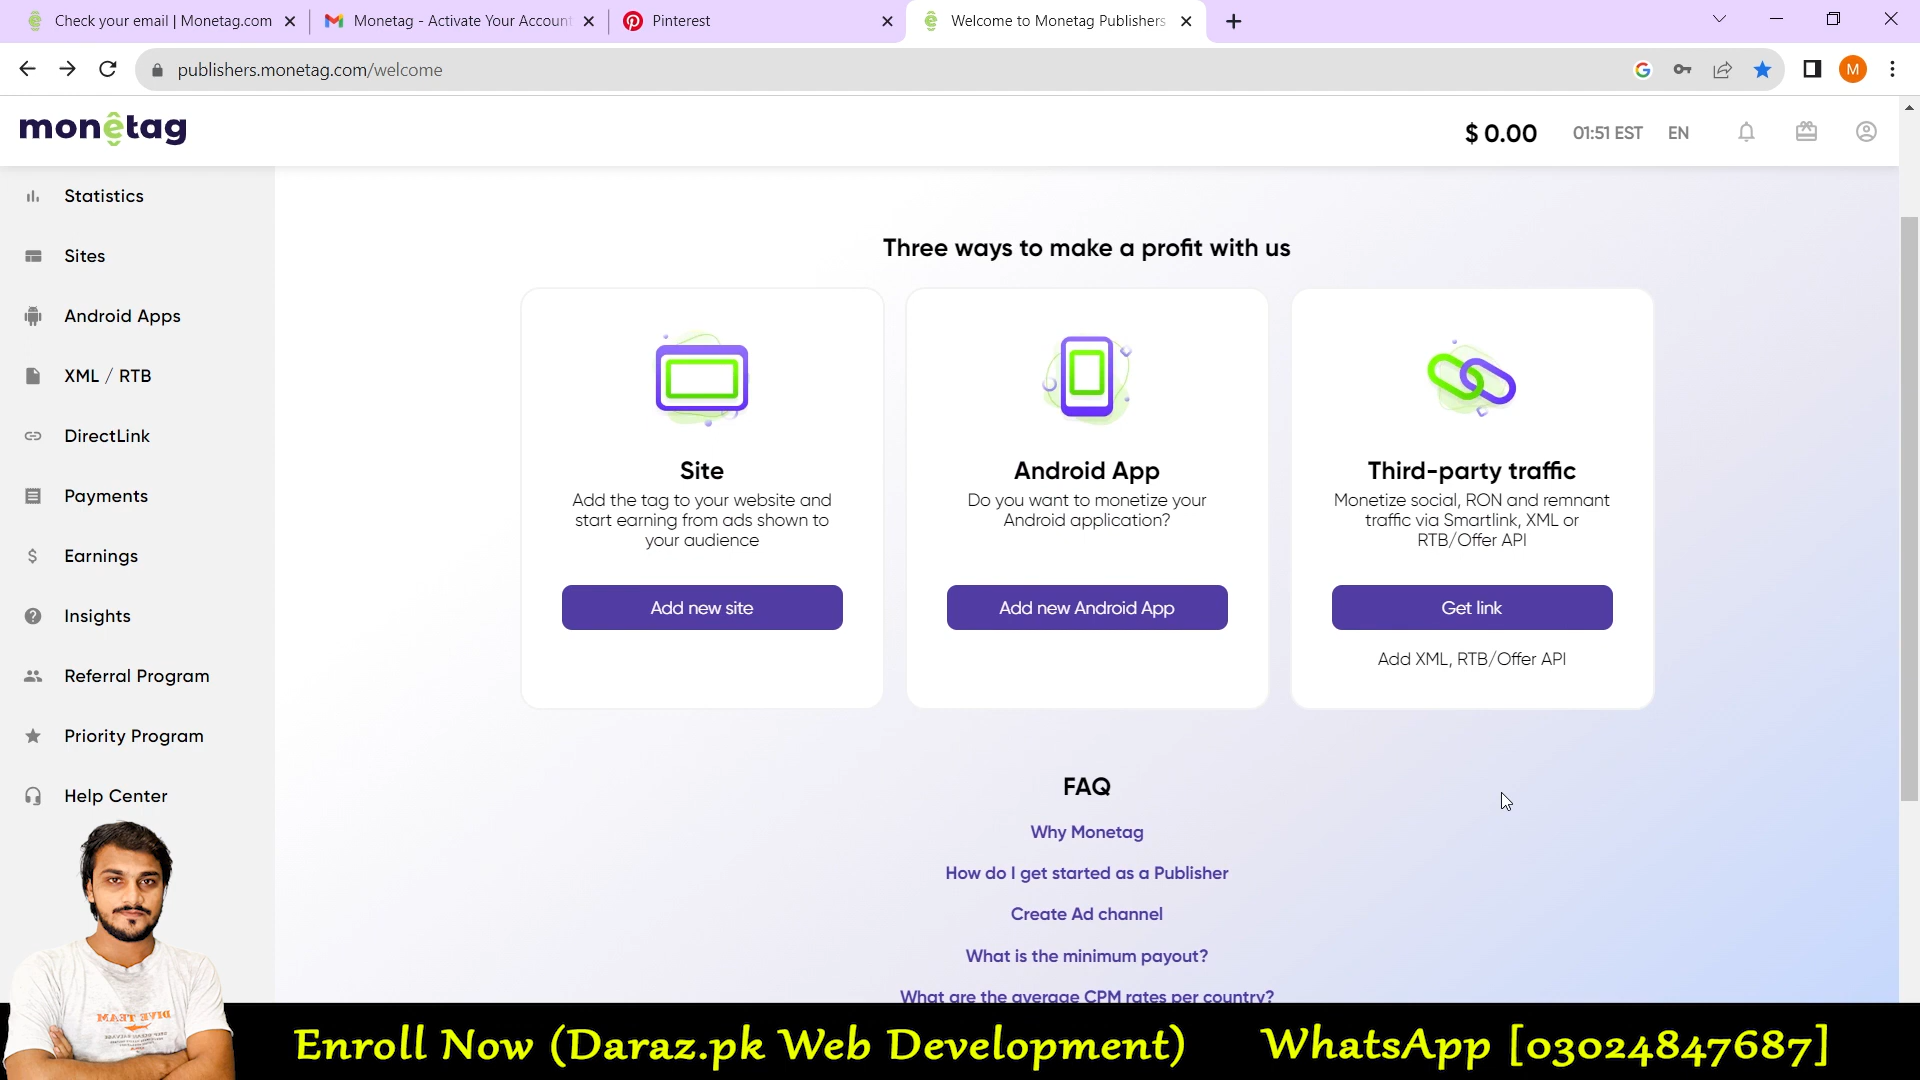 Check your email | Monetag.com
Monetag - Activate Your Account
Pinterest
Welcome to Monetag Publishers
publishers.monetag.com/welcome
M
monetag
$ 0.00
01:51 EST
EN
Statistics
Sites
Android Apps
XML / RTB
DirectLink
Payments
Earnings
Insights
Referral Program
Priority Program
Help Center
Three ways to make a profit with us
Site
Add the tag to your website and
start earning from ads shown to
your audience
Add new site
Android App
Do you want to monetize your
Android application?
Add new Android App
Third-party traffic
Monetize social, RON and remnant
traffic via Smartlink, XML or
RTB/Offer API
Get link
Add XML, RTB/Offer API
FAQ
Why Monetag
How do I get started as a Publisher
Create Ad channel
What is the minimum payout?
What are the average CPM rates per country?
DIVE TEAM
Enroll Now (Daraz.pk Web Development)
WhatsApp [03024847687]